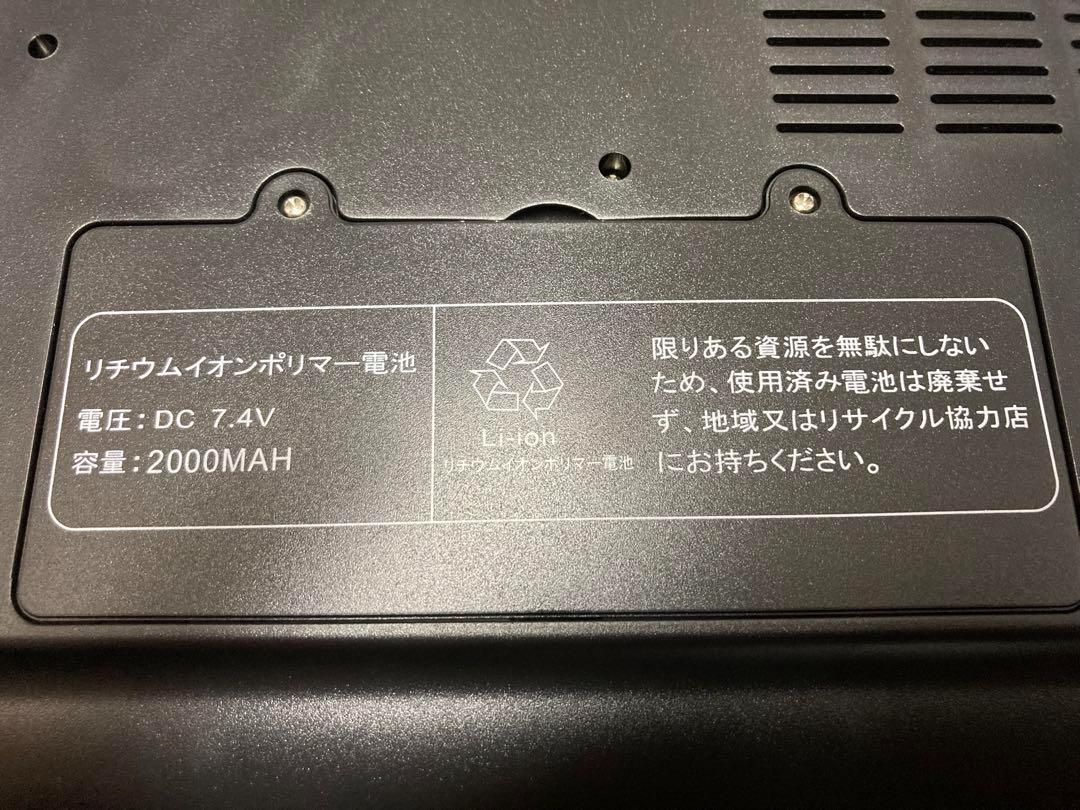 リチウムイオンポリマー電池
電圧：DC 7.4V
容量：2000MAH
Li-ion
リチウムイオンポリマー電池
限りある資源を無駄にしない
ため、使用済み電池は廃棄せ
ず、地域又はリサイクル協力店
にお持ちください。